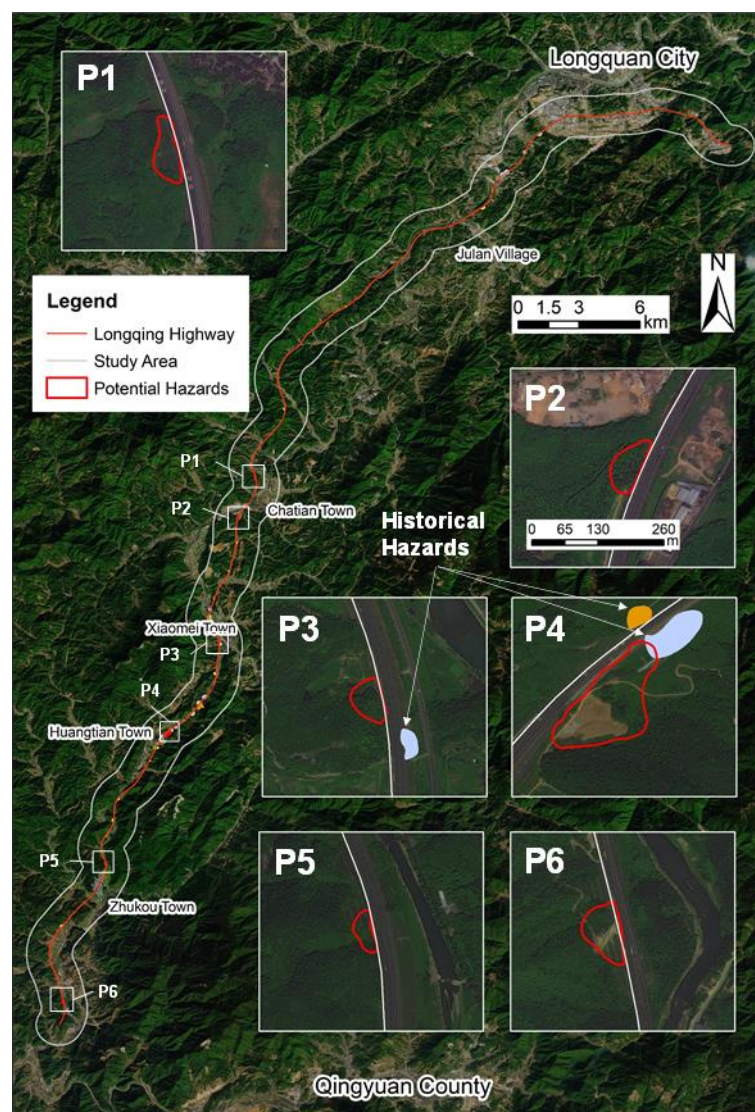 P1
Longquan City
Julan Village
N
Legend
Longqing Highway
Study Area
Potential Hazards
0 1.5 3 6
km
P2
0 65 130 260
m
P1
P2
Chatian Town
Historical
Hazards
Xiaomei Town
P3
P3
P4
P4
Huangtian Town
P5
P5
P6
Zhukou Town
P6
Qingyuan County